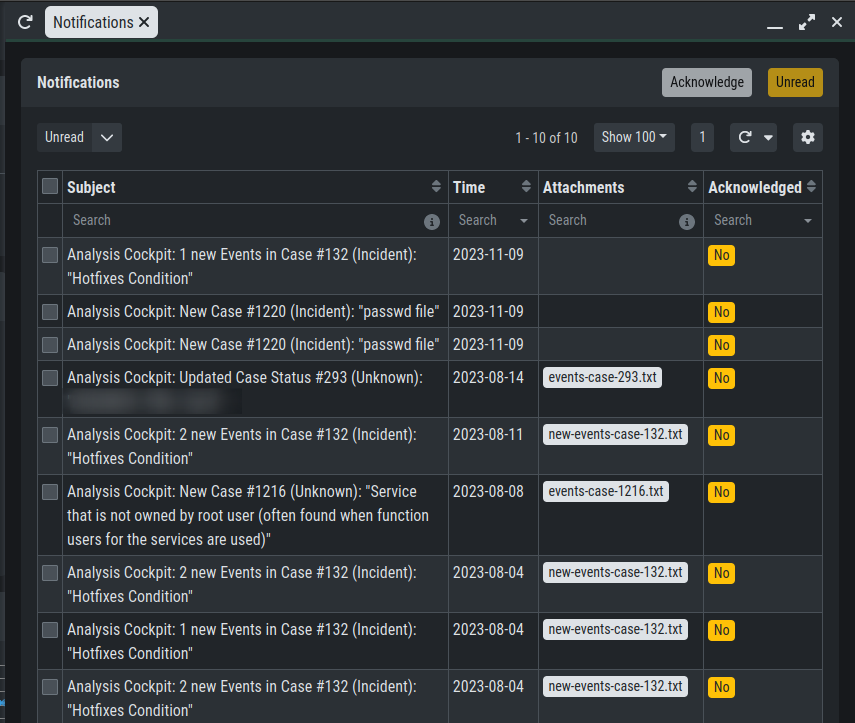 Notifications
Notifications
Acknowledge
Unread
Unread
1 - 10 of 10
Show 100
1
Subject
Time
Attachments
Acknowledged
Search
Search
Search
Search
Analysis Cockpit: 1 new Events in Case #132 (Incident):
"Hotfixes Condition"
2023-11-09
No
Analysis Cockpit: New Case #1220 (Incident): "passwd file"
2023-11-09
No
Analysis Cockpit: New Case #1220 (Incident): "passwd file"
2023-11-09
No
Analysis Cockpit: Updated Case Status #293 (Unknown):
2023-08-14
events-case-293.txt
No
Analysis Cockpit: 2 new Events in Case #132 (Incident):
"Hotfixes Condition"
2023-08-11
new-events-case-132.txt
No
Analysis Cockpit: New Case #1216 (Unknown): "Service
that is not owned by root user (often found when function
users for the services are used)"
2023-08-08
events-case-1216.txt
No
Analysis Cockpit: 2 new Events in Case #132 (Incident):
"Hotfixes Condition"
2023-08-04
new-events-case-132.txt
No
Analysis Cockpit: 1 new Events in Case #132 (Incident):
"Hotfixes Condition"
2023-08-04
new-events-case-132.txt
No
Analysis Cockpit: 2 new Events in Case #132 (Incident):
"Hotfixes Condition"
2023-08-04
new-events-case-132.txt
No